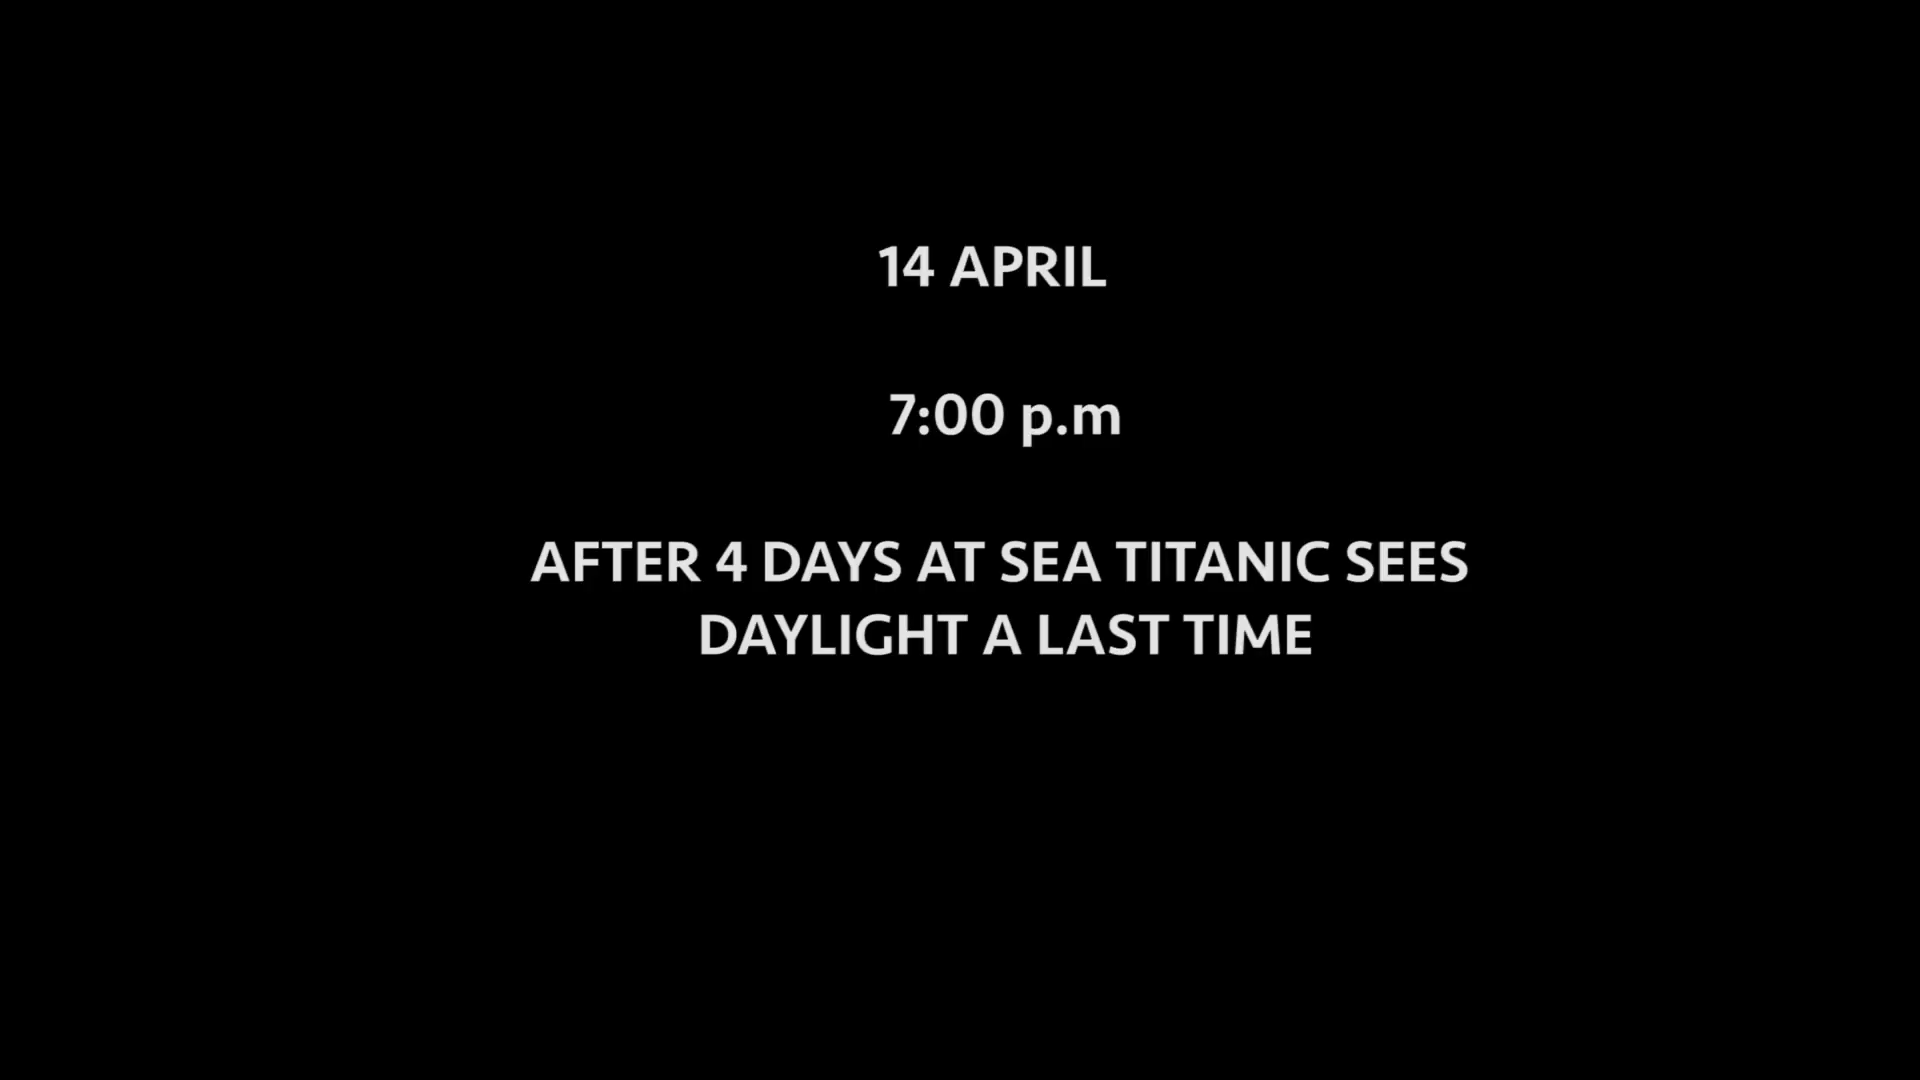 14 APRIL
7:00 p.m
AFTER 4 DAYS AT SEA TITANIC SEES
DAYLIGHT A LAST TIME